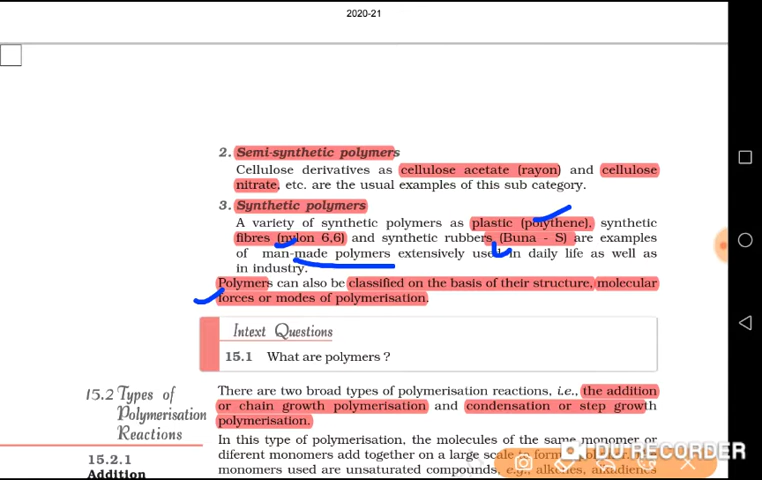 2020-21
2. Semi-synthetic polymers
Cellulose derivatives as cellulose acetate (rayon) and cellulose
nitrate, etc. are the usual examples of this sub category.
3. Synthetic polymers
A variety of synthetic polymers as plastic (polythene), synthetic
fibres (nylon 6,6) and synthetic rubbers (Buna - S) are examples
of man-made polymers extensively used in daily life as well as
in industry.
Polymers can also be classified on the basis of their structure, molecular
forces or modes of polymerisation.
Intext Questions
15.1 What are polymers ?
15.2 Types of
Polymerisation
Reactions
There are two broad types of polymerisation reactions, i.e., the addition
or chain growth polymerisation and condensation or step growth
polymerisation.
15.2.1
Addition
In this type of polymerisation, the molecules of the same monomer or
diferent monomers add together on a large scale to form
monomers used are unsaturated compounds, e.g., alkenes, alkadienes
DU RECORDER